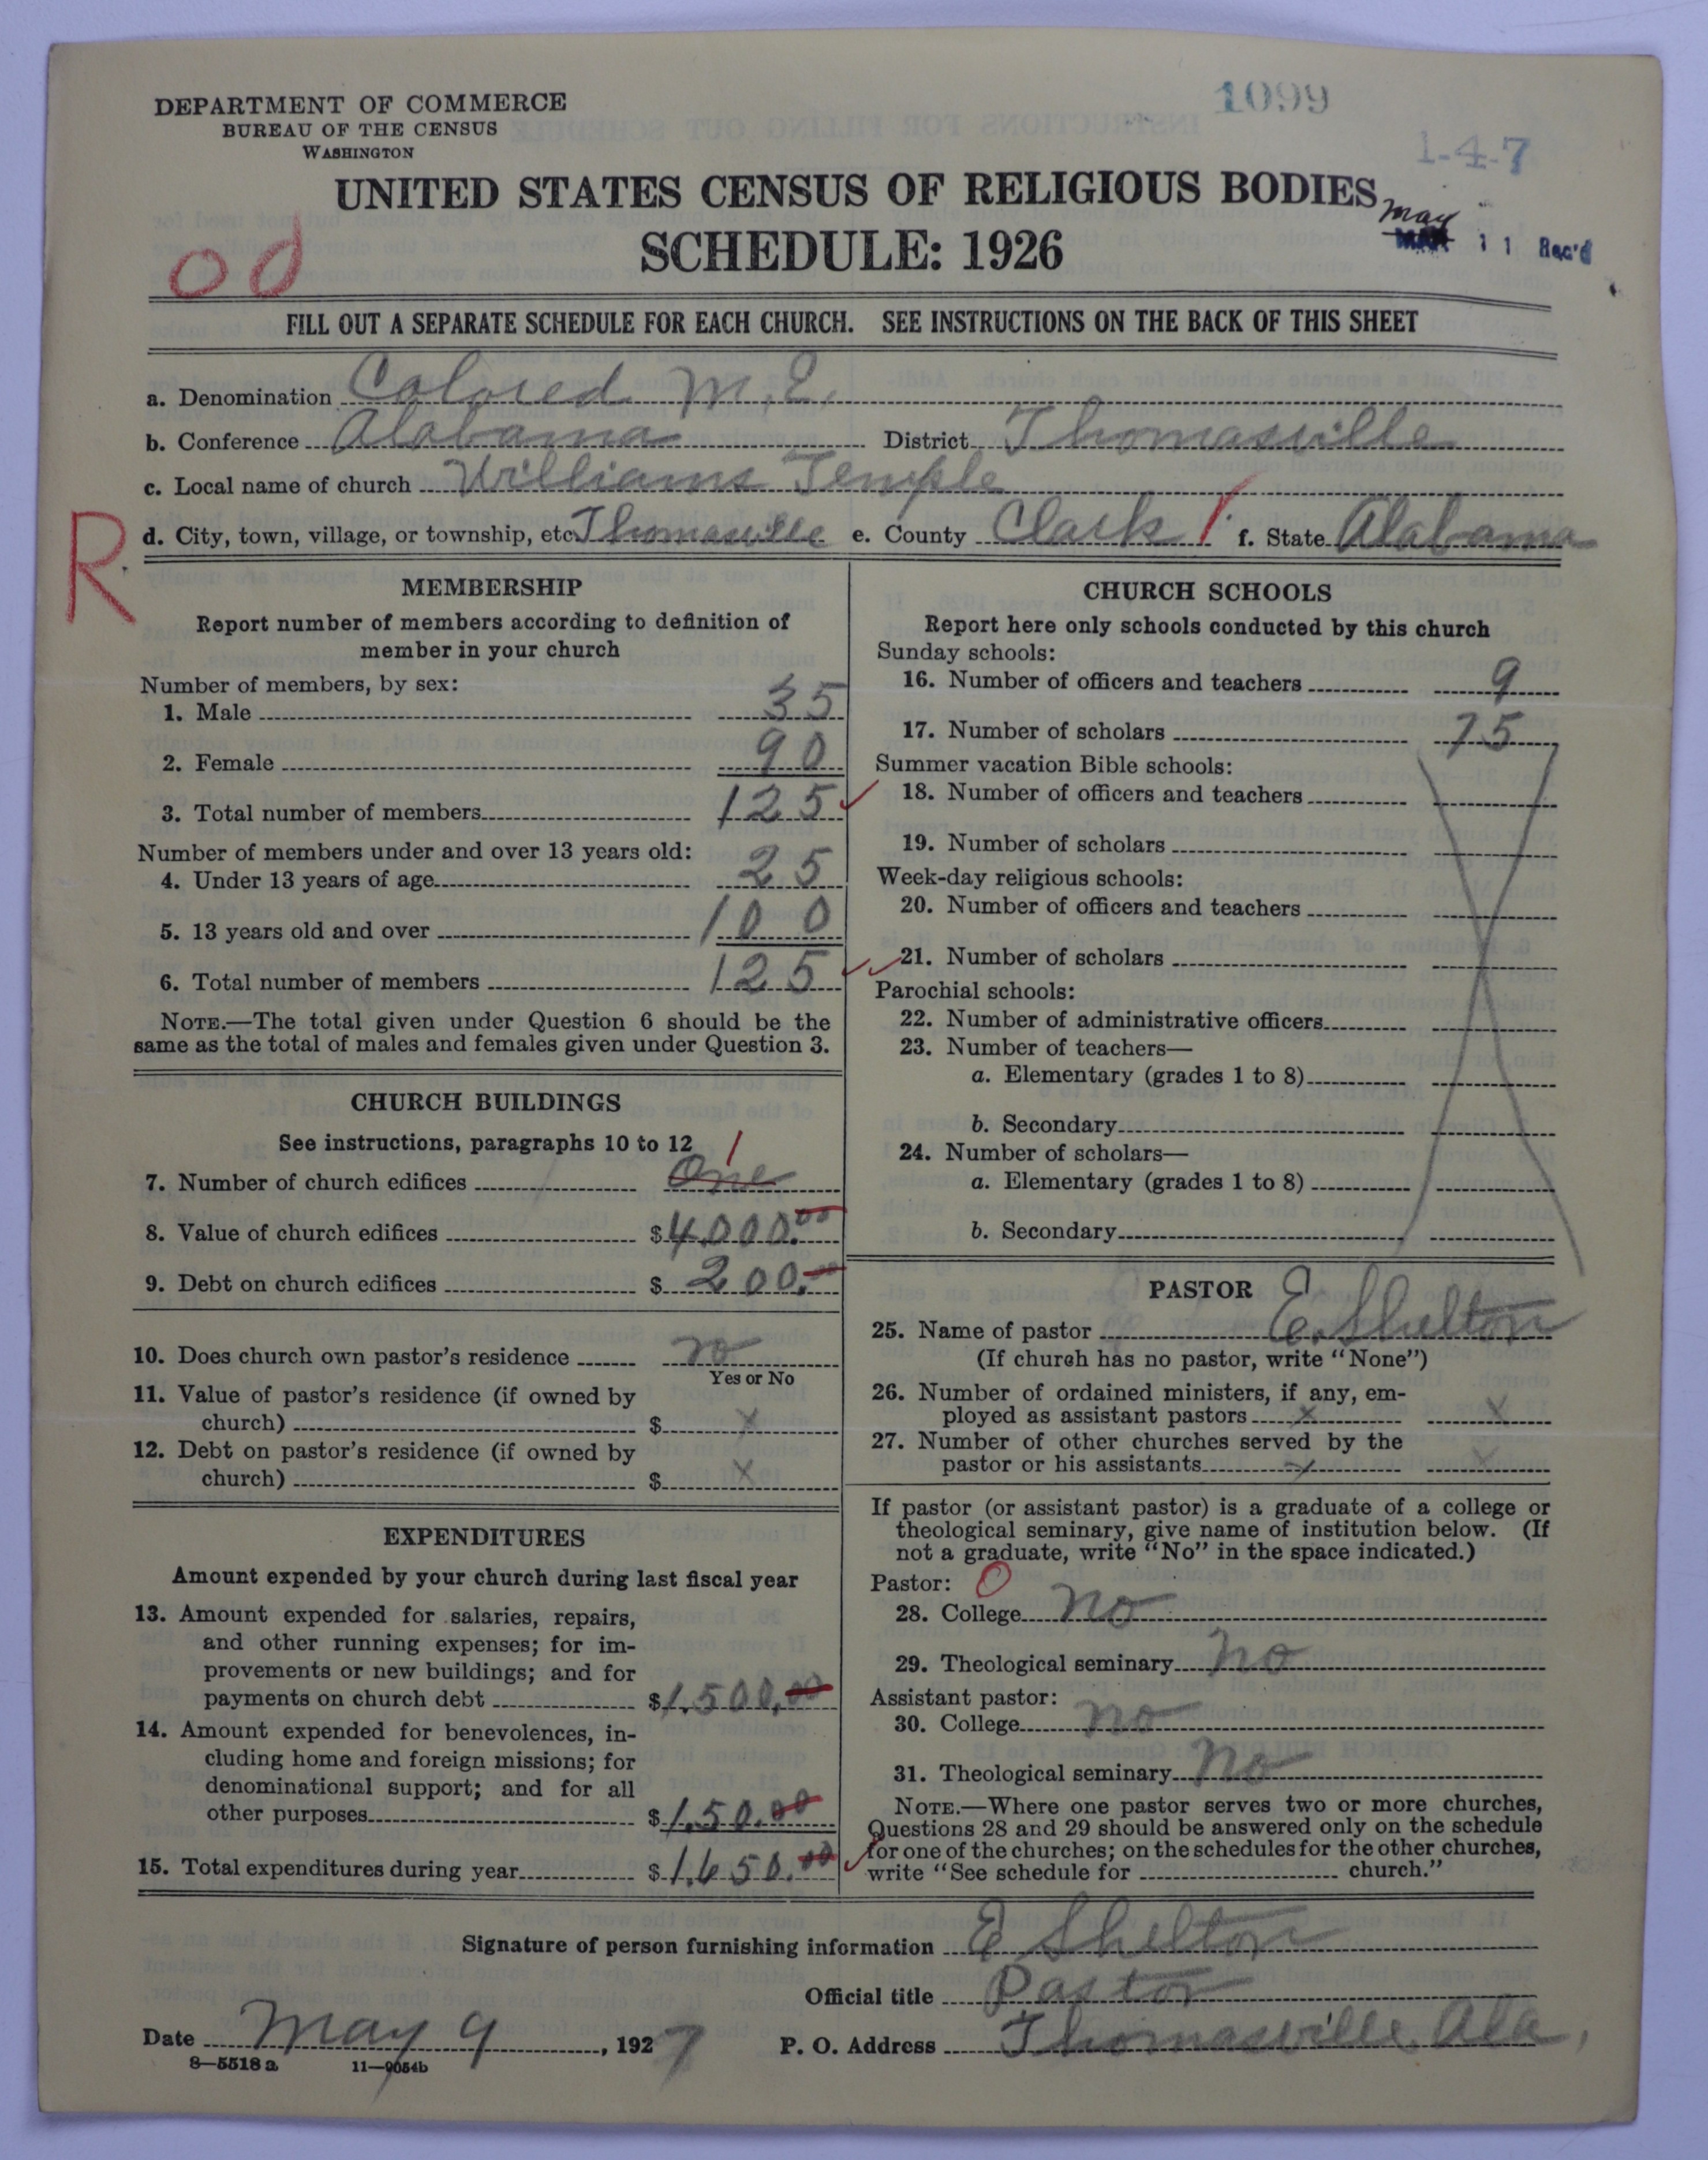 1099
DEPARTMENT OF COMMERCE
BUREAU OF THE CENSUS
WASHINGTON
1-4-7
UNITED STATES CENSUS OF RELIGIOUS BODIES
SCHEDULE: 1926
may
MAR 11 Rec'd
od
FILL OUT A SEPARATE SCHEDULE FOR EACH CHURCH. SEE INSTRUCTIONS ON THE BACK OF THIS SHEET
a. Denomination Colored M.E.
b. Conference Alabama District Thomasville
c. Local name of church Williams Temple
R d. City, town, village, or township, etc. Thomasville e. County Clark f. State Alabama
MEMBERSHIP
Report number of members according to definition of
member in your church
Number of members, by sex:
1. Male 35
2. Female 90
3. Total number of members 125
Number of members under and over 13 years old:
4. Under 13 years of age 25
5. 13 years old and over 100
6. Total number of members 125
NOTE.—The total given under Question 6 should be the
same as the total of males and females given under Question 3.
CHURCH BUILDINGS
See instructions, paragraphs 10 to 12
7. Number of church edifices One 1
8. Value of church edifices $4,000.00
9. Debt on church edifices $ 200.00
10. Does church own pastor's residence no
Yes or No
11. Value of pastor's residence (if owned by
church) $ x
12. Debt on pastor's residence (if owned by
church) $ x
EXPENDITURES
Amount expended by your church during last fiscal year
13. Amount expended for salaries, repairs,
and other running expenses; for im-
provements or new buildings; and for
payments on church debt $1,500.00
14. Amount expended for benevolences, in-
cluding home and foreign missions; for
denominational support; and for all
other purposes $1.50.00
15. Total expenditures during year $1.650.00
CHURCH SCHOOLS
Report here only schools conducted by this church
Sunday schools:
16. Number of officers and teachers 9
17. Number of scholars 75
Summer vacation Bible schools:
18. Number of officers and teachers
19. Number of scholars
Week-day religious schools:
20. Number of officers and teachers
21. Number of scholars
Parochial schools:
22. Number of administrative officers
23. Number of teachers—
a. Elementary (grades 1 to 8)
b. Secondary
24. Number of scholars—
a. Elementary (grades 1 to 8)
b. Secondary
PASTOR
25. Name of pastor E. Shelton
(If church has no pastor, write "None")
26. Number of ordained ministers, if any, em-
ployed as assistant pastors x x
27. Number of other churches served by the
pastor or his assistants x x
If pastor (or assistant pastor) is a graduate of a college or
theological seminary, give name of institution below. (If
not a graduate, write "No" in the space indicated.)
Pastor: 0
28. College no
29. Theological seminary no
Assistant pastor:
30. College no
31. Theological seminary no
NOTE.—Where one pastor serves two or more churches,
Questions 28 and 29 should be answered only on the schedule
for one of the churches; on the schedules for the other churches,
write "See schedule for church."
Signature of person furnishing information E Shelton
Official title Pastor
Date May 9, 1927 P. O. Address Thomasville, Ala,
8—5518 a 11—9054b